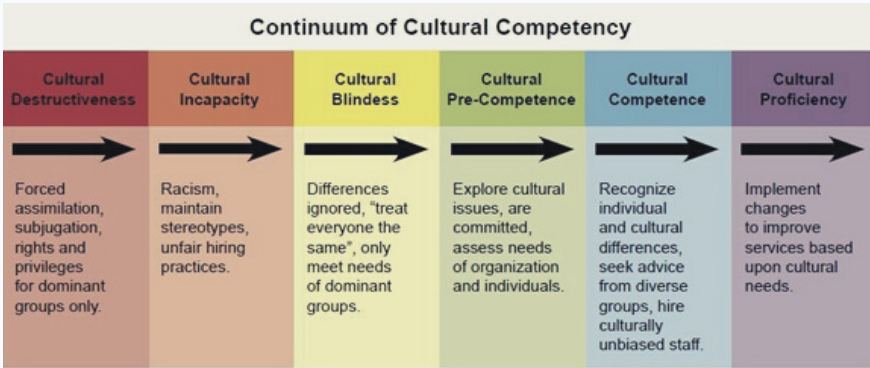 Continuum of Cultural Competency
Cultural
Destructiveness
Forced
assimilation,
subjugation,
rights and
privileges
for dominant
groups only.
Cultural
Incapacity
Racism,
maintain
stereotypes,
unfair hiring
practices.
Cultural
Blindess
Differences
ignored, “treat
everyone the
same”, only
meet needs
of dominant
groups.
Cultural
Pre-Competence
Explore cultural
issues, are
committed,
assess needs
of organization
and individuals.
Cultural
Competence
Recognize
individual
and cultural
differences,
seek advice
from diverse
groups, hire
culturally
unbiased staff.
Cultural
Proficiency
Implement
changes
to improve
services based
upon cultural
needs.